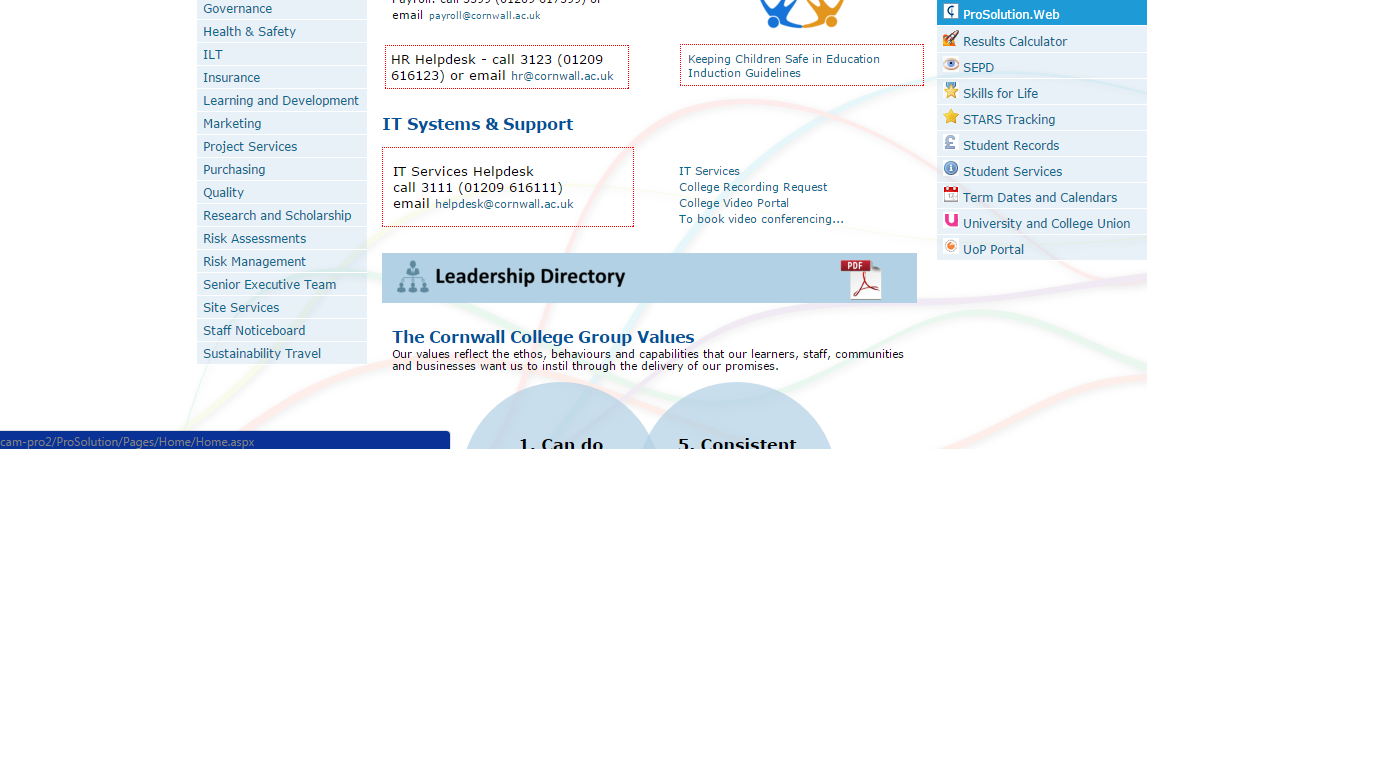 Governance
Health & Safety
ILT
Insurance
Learning and Development
Marketing
Project Services
Purchasing
Quality
Research and Scholarship
Risk Assessments
Risk Management
Senior Executive Team
Site Services
Staff Noticeboard
Sustainability Travel
Payroll: call 3399 (01209 617399) or
email payroll@cornwall.ac.uk
HR Helpdesk - call 3123 (01209
616123) or email hr@cornwall.ac.uk
Keeping Children Safe in Education
Induction Guidelines
IT Systems & Support
IT Services Helpdesk
call 3111 (01209 616111)
email helpdesk@cornwall.ac.uk
IT Services
College Recording Request
College Video Portal
To book video conferencing...
Leadership Directory
PDF
The Cornwall College Group Values
Our values reflect the ethos, behaviours and capabilities that our learners, staff, communities
and businesses want us to instil through the delivery of our promises.
1. Can do
5. Consistent
ProSolution.Web
Results Calculator
SEPD
Skills for Life
STARS Tracking
Student Records
Student Services
Term Dates and Calendars
University and College Union
UoP Portal
cam-pro2/ProSolution/Pages/Home/Home.aspx